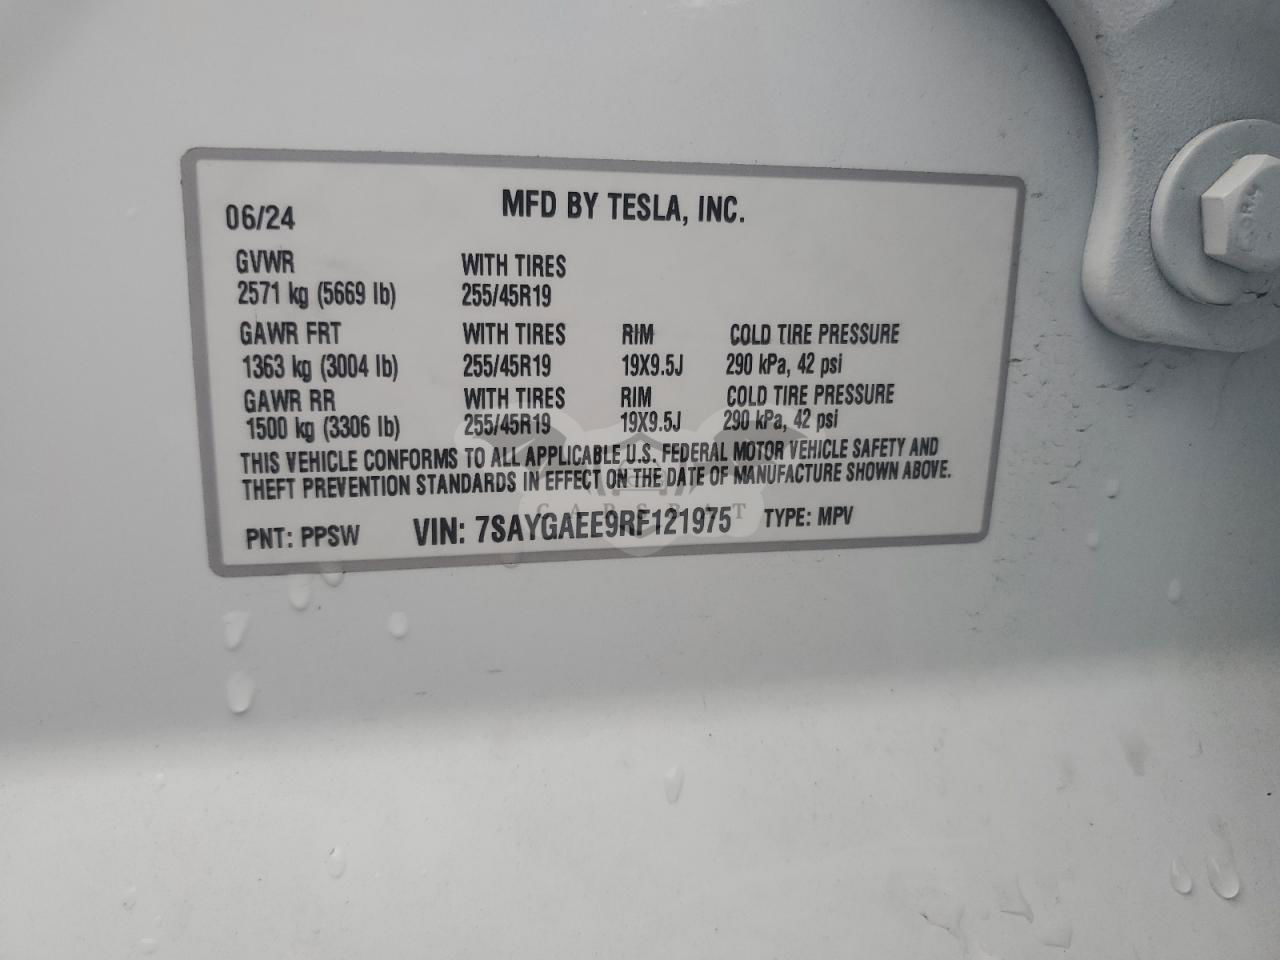 06/24 MFD BY TESLA, INC.
GVWR WITH TIRES
2571 kg (5669 lb) 255/45R19
GAWR FRT WITH TIRES RIM COLD TIRE PRESSURE
1363 kg (3004 lb) 255/45R19 19X9.5J 290 kPa, 42 psi
GAWR RR WITH TIRES RIM COLD TIRE PRESSURE
1500 kg (3306 lb) 255/45R19 19X9.5J 290 kPa, 42 psi
THIS VEHICLE CONFORMS TO ALL APPLICABLE U.S. FEDERAL MOTOR VEHICLE SAFETY AND
THEFT PREVENTION STANDARDS IN EFFECT ON THE DATE OF MANUFACTURE SHOWN ABOVE.
CARSBAT
PNT: PPSW VIN: 7SAYGAEE9RF121975 TYPE: MPV